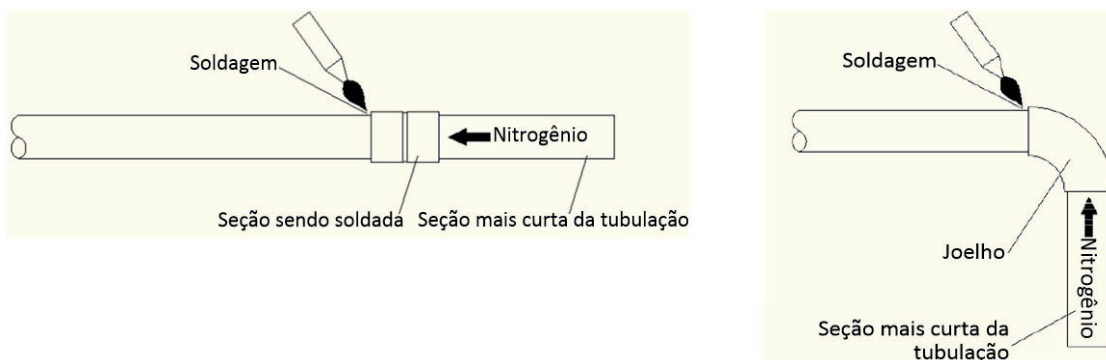 Soldagem
Nitrogênio
Seção sendo soldada
Seção mais curta da tubulação
Soldagem
Joelho
Nitrogênio
Seção mais curta da
tubulação